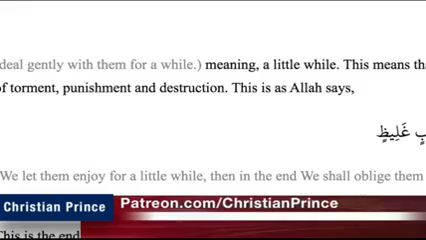 deal gently with them for a while.) meaning, a little while. This means
of torment, punishment and destruction. This is as Allah says,
غَلِيظٍ
We let them enjoy for a little while, then in the end We shall oblige them
Christian Prince
Patreon.com/ChristianPrince
This is the end